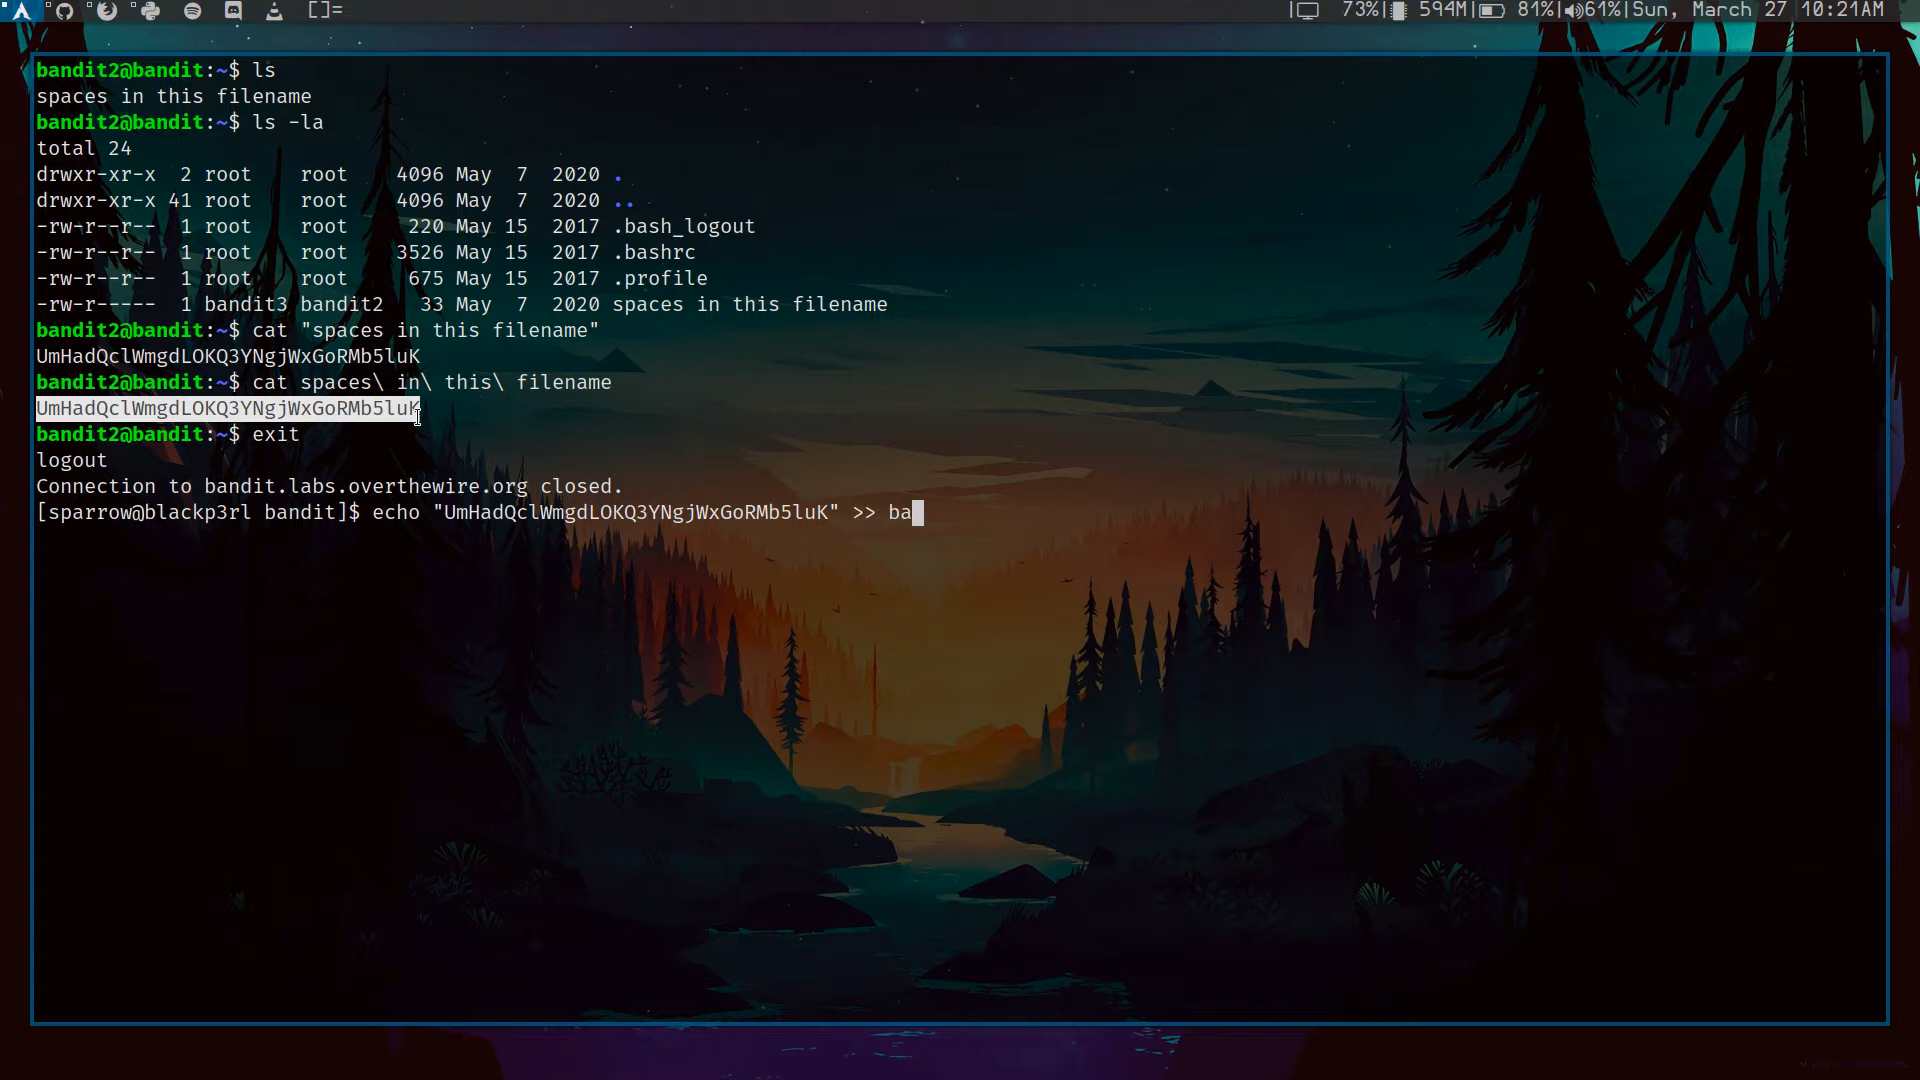 []= | 73%| 594M| 81%| 61%|Sun, March 27 |10:21AM
bandit2@bandit:~$ ls
spaces in this filename
bandit2@bandit:~$ ls -la
total 24
drwxr-xr-x  2 root    root    4096 May  7  2020 .
drwxr-xr-x 41 root    root    4096 May  7  2020 ..
-rw-r--r--  1 root    root     220 May 15  2017 .bash_logout
-rw-r--r--  1 root    root    3526 May 15  2017 .bashrc
-rw-r--r--  1 root    root     675 May 15  2017 .profile
-rw-r-----  1 bandit3 bandit2   33 May  7  2020 spaces in this filename
bandit2@bandit:~$ cat "spaces in this filename"
UmHadQclWmgdLOKQ3YNgjWxGoRMb5luK
bandit2@bandit:~$ cat spaces\ in\ this\ filename
UmHadQclWmgdLOKQ3YNgjWxGoRMb5luK
bandit2@bandit:~$ exit
logout
Connection to bandit.labs.overthewire.org closed.
[sparrow@blackp3rl bandit]$ echo "UmHadQclWmgdLOKQ3YNgjWxGoRMb5luK" >> ba